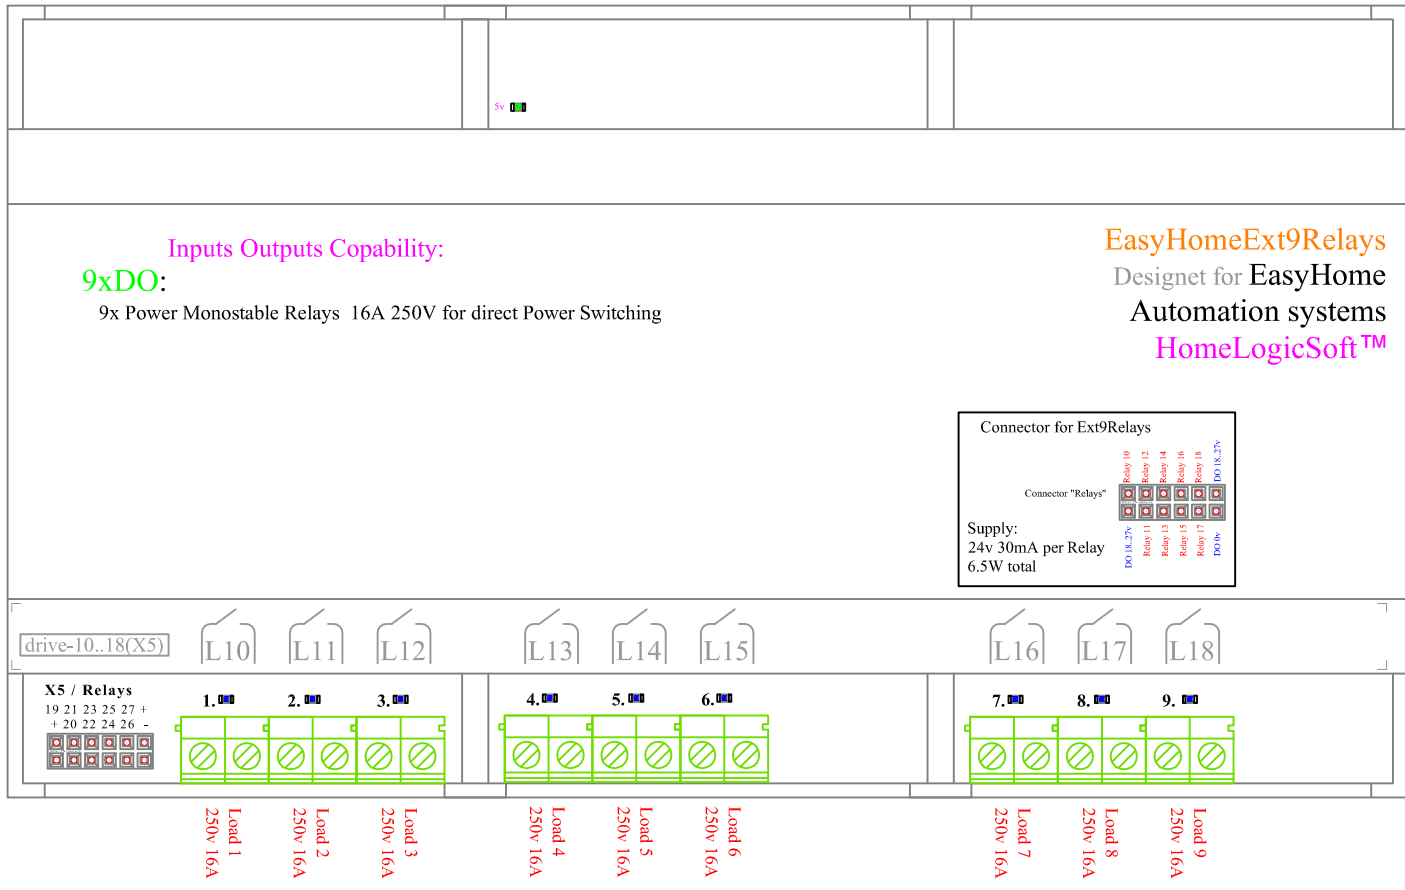 5v
Inputs Outputs Copability:
9xDO:
9x Power Monostable Relays 16A 250V for direct Power Switching
EasyHomeExt9Relays
Designet for EasyHome
Automation systems
HomeLogicSoft™
Connector for Ext9Relays
Relay 10
Relay 12
Relay 14
Relay 16
Relay 18
DO 18..27v
Connector "Relays"
DO 18..27v
Relay 11
Relay 13
Relay 15
Relay 17
DO 0v
Supply:
24v 30mA per Relay
6.5W total
drive-10..18(X5)
L10
L11
L12
L13
L14
L15
L16
L17
L18
X5 / Relays
19 21 23 25 27 +
+ 20 22 24 26 -
1.
2.
3.
4.
5.
6.
7.
8.
9.
Load 1
250v 16A
Load 2
250v 16A
Load 3
250v 16A
Load 4
250v 16A
Load 5
250v 16A
Load 6
250v 16A
Load 7
250v 16A
Load 8
250v 16A
Load 9
250v 16A